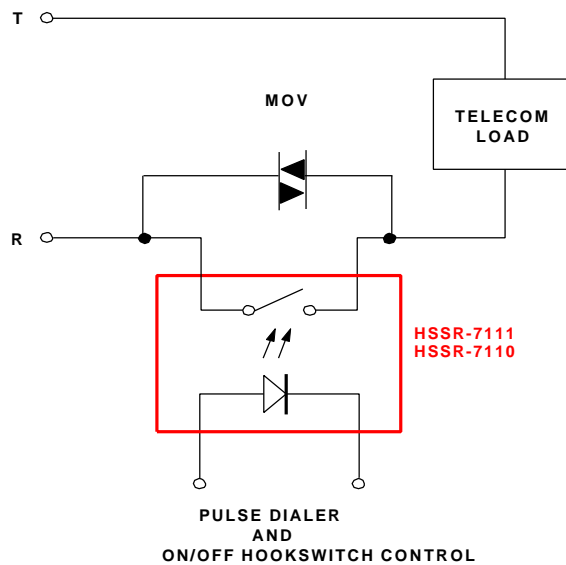 T
MOV
TELECOM
LOAD
R
HSSR-7111
HSSR-7110
PULSE DIALER
AND
ON/OFF HOOKSWITCH CONTROL